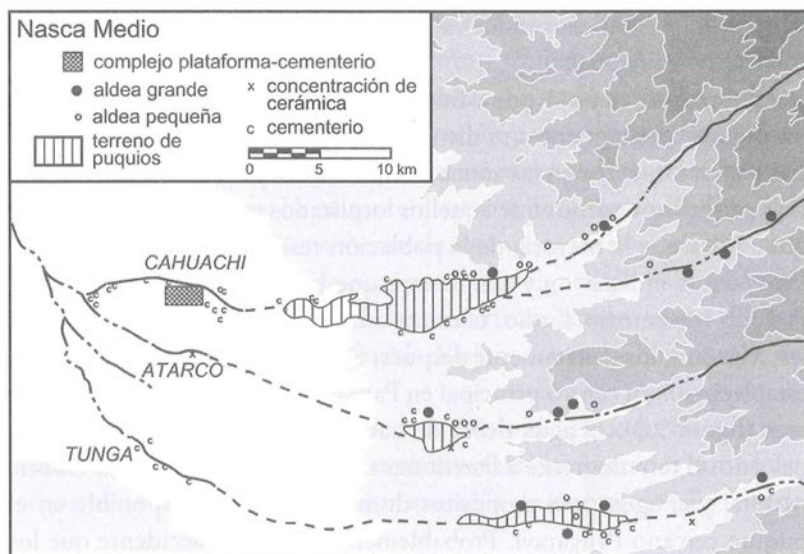 Nasca Medio
complejo plataforma-cementerio
aldea grande
aldea pequeña
terreno de
puquios
x concentración de
cerámica
c cementerio
0 5 10 km
CAHUACHI
ATARCO
TUNGA